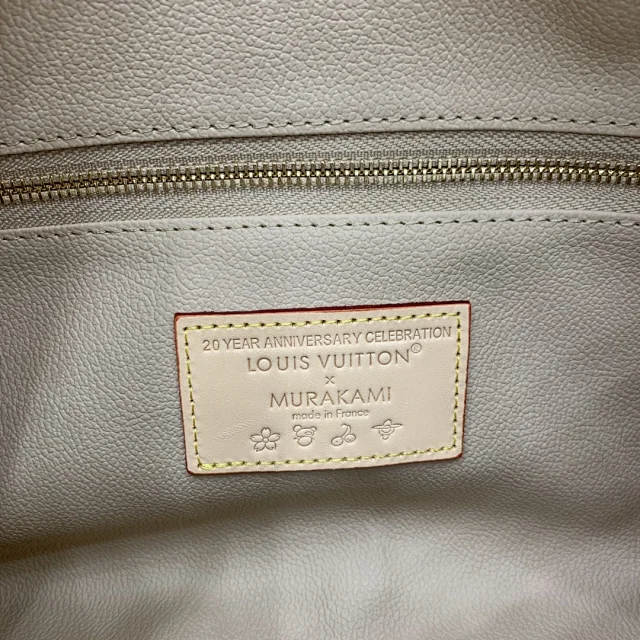 20 YEAR ANNIVERSARY CELEBRATION
LOUIS VUITTON®
x
MURAKAMI
made in France